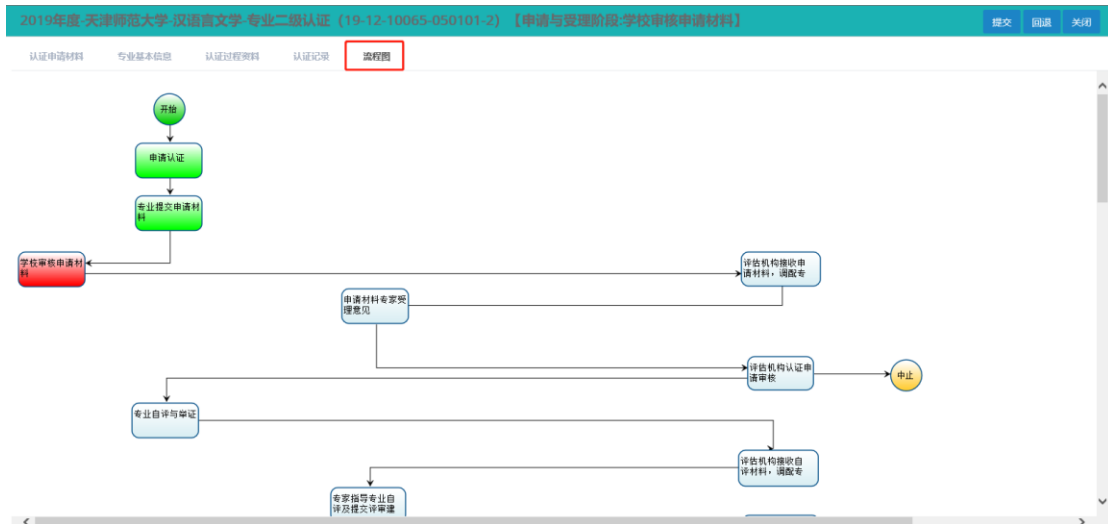 2019年度-天津师范大学-汉语言文学-专业二级认证（19-12-10065-050101-2）【申请与受理阶段:学校审核申请材料】
提交 回退 关闭
认证申请材料 专业基本信息 认证过程资料 认证记录 流程图
开始
申请认证
专业提交申请材
料
学校审核申请材
料
评估机构接收申
请材料，调配专
申请材料专家受
理意见
评估机构认证申
请审核
中止
专业自评与举证
评估机构接收自
评材料，调配专
专家指导专业自
评及提交评审建